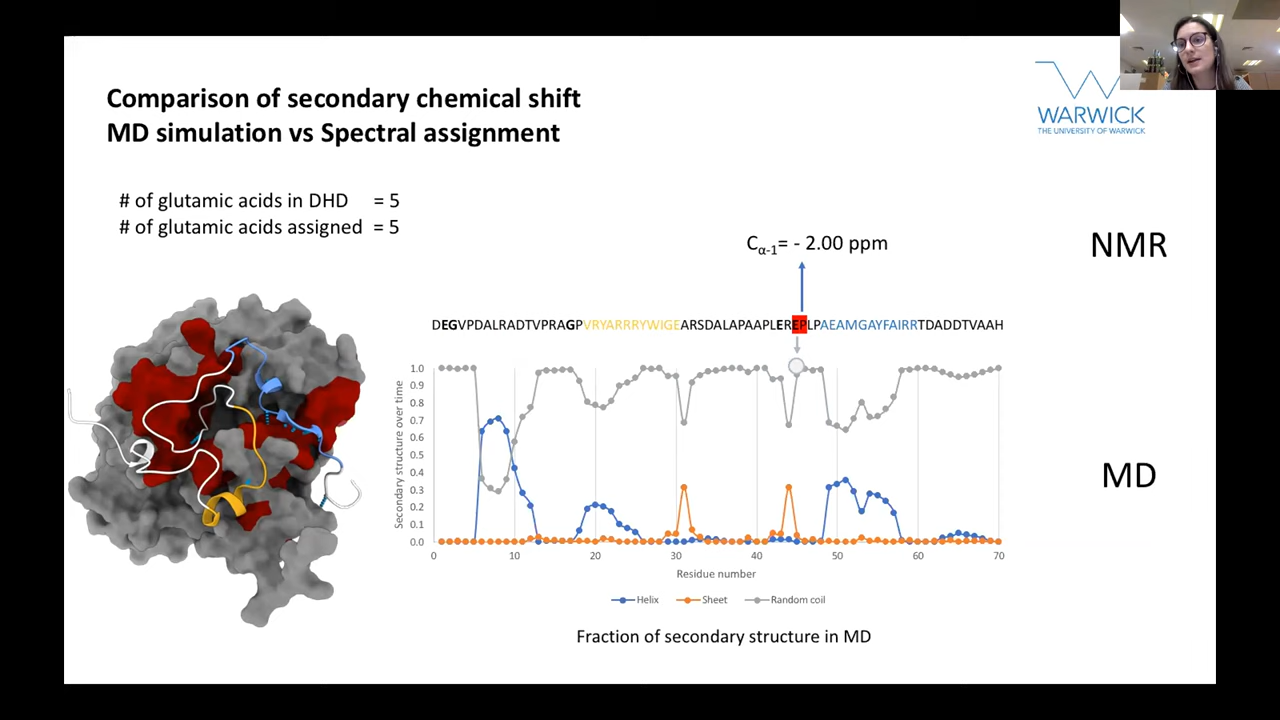 Comparison of secondary chemical shift
MD simulation vs Spectral assignment
WARWICK
THE UNIVERSITY OF WARWICK
# of glutamic acids in DHD = 5
# of glutamic acids assigned = 5
Cα-1= - 2.00 ppm
NMR
DEGVPDALRADTVPRAGPVRYARRRYWIGEARSDALAPAAPLEREPLPAEAMGAYFAIRRTDADDTVAAH
Secondary structure over time
1.0
0.9
0.8
0.7
0.6
0.5
0.4
0.3
0.2
0.1
0.0
0 10 20 30 40 50 60 70
Residue number
Helix Sheet Random coil
MD
Fraction of secondary structure in MD